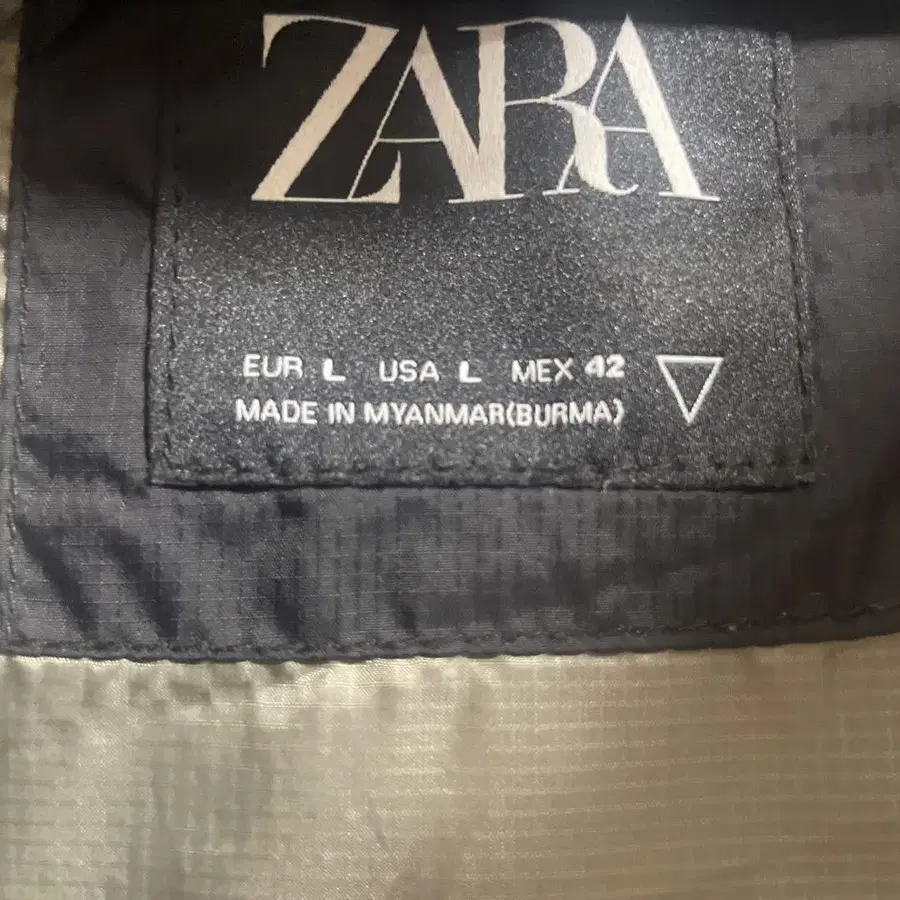 ZARA
EUR L USA L MEX 42
MADE IN MYANMAR(BURMA)